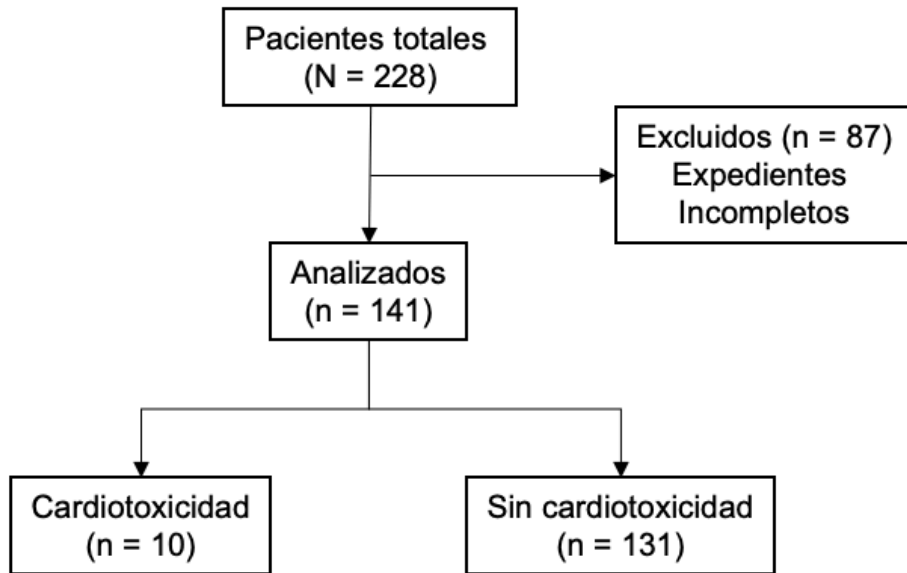 Pacientes totales
(N = 228)
Excluidos (n = 87)
Expedientes
Incompletos
Analizados
(n = 141)
Cardiotoxicidad
(n = 10)
Sin cardiotoxicidad
(n = 131)